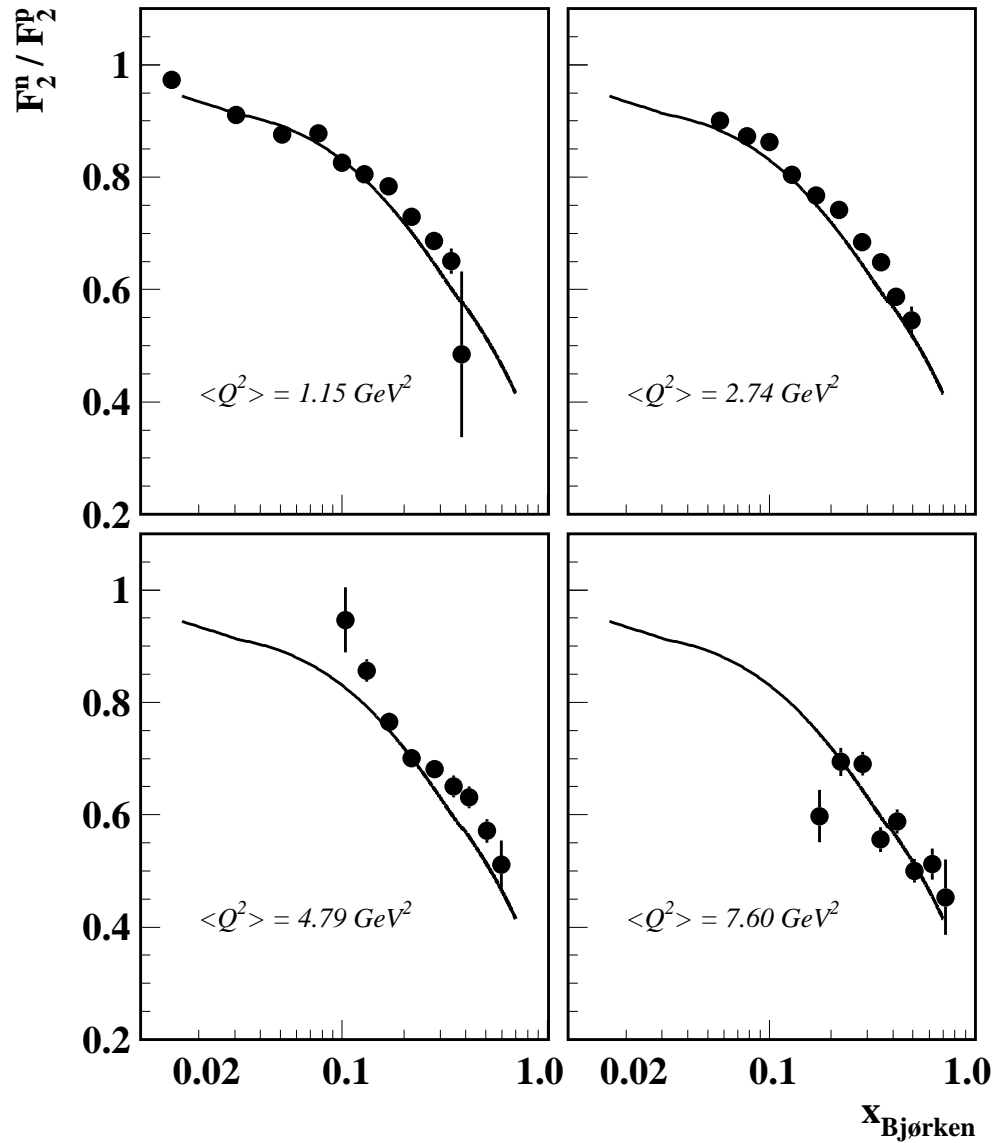 F₂ⁿ / F₂ᵖ
1
0.8
0.6
0.4
0.2
<Q²> = 1.15 GeV²
<Q²> = 2.74 GeV²
1
0.8
0.6
0.4
0.2
<Q²> = 4.79 GeV²
<Q²> = 7.60 GeV²
0.02 0.1 1.0
0.02 0.1 1.0
x_Bjørken